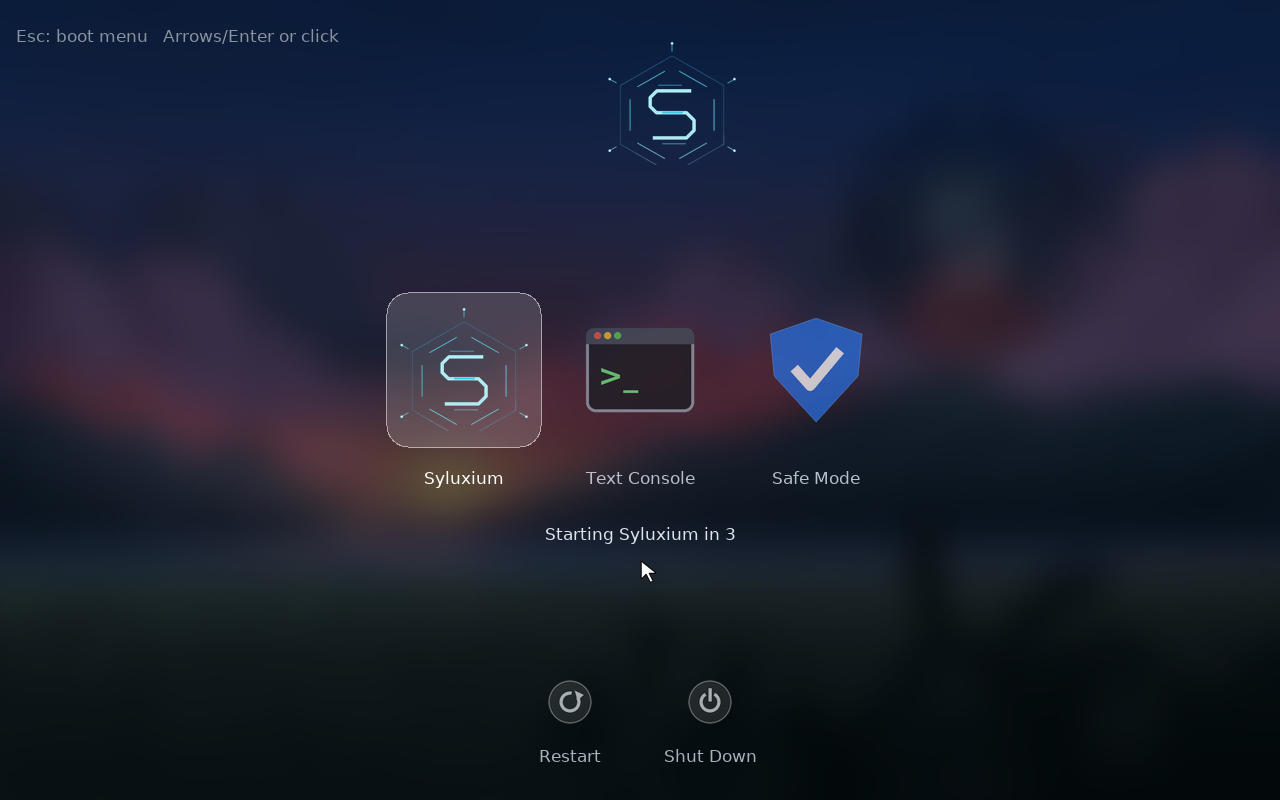 Esc: boot menu   Arrows/Enter or click
S
S
>_
Syluxium
Text Console
Safe Mode
Starting Syluxium in 3
Restart
Shut Down